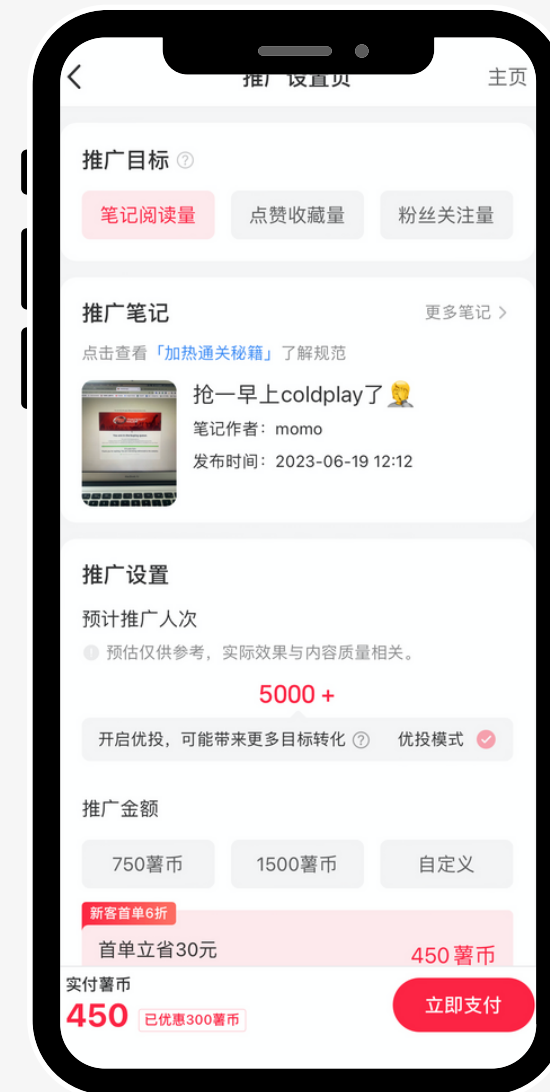 推广设置页
主页
推广目标
笔记阅读量 点赞收藏量 粉丝关注量
推广笔记 更多笔记
点击查看「加热通关秘籍」了解规范
抢一早上coldplay了🤦
笔记作者：momo
发布时间：2023-06-19 12:12
推广设置
预计推广人次
预估仅供参考，实际效果与内容质量相关。
5000 +
开启优投，可能带来更多目标转化 优投模式
推广金额
750薯币 1500薯币 自定义
新客首单6折
首单立省30元 450薯币
实付薯币
450 已优惠300薯币
立即支付